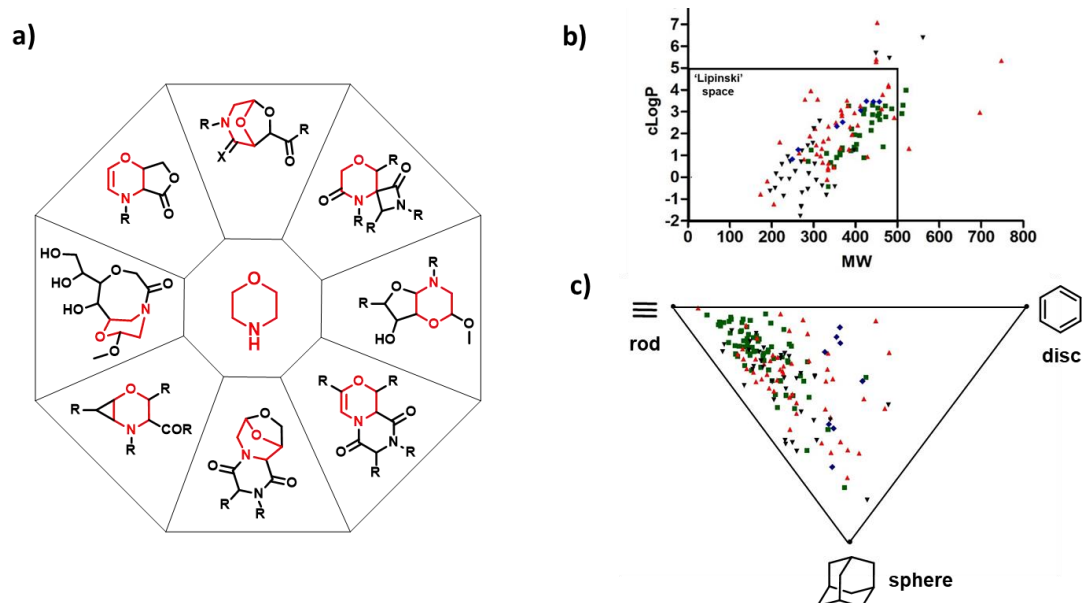 a)
R
N
O
O
X
O
R
O
O
N
R
O
O
R
O
O
N
R
N
R
R
HO
HO
HO
O
O
N
O
O
O
N
H
R
N
R
O
HO
O
O
R
O
R
N
R
COR
O
O
N
O
N
O
R
R
R
O
R
N
O
O
N
R
R
b)
cLogP
7
6
5
4
3
2
1
0
-1
-2
'Lipinski'
space
0 100 200 300 400 500 600 700 800
MW
c)
rod
disc
sphere